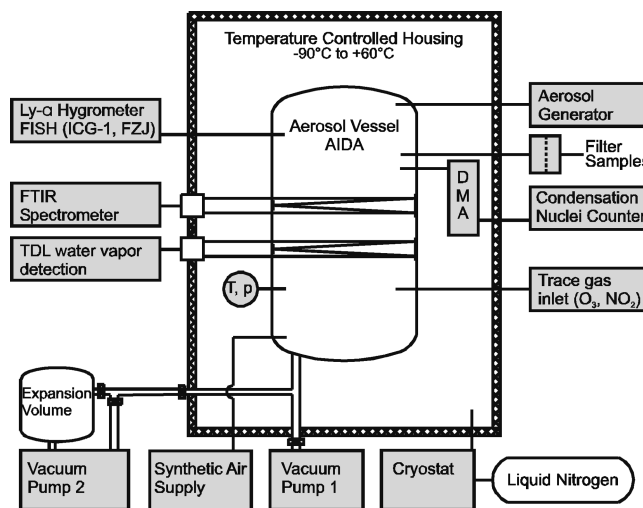 Temperature Controlled Housing
-90°C to +60°C
Ly-α Hygrometer
FISH (ICG-1, FZJ)
Aerosol Vessel
AIDA
Aerosol
Generator
Filter
Samples
D
M
A
FTIR
Spectrometer
Condensation
Nuclei Counter
TDL water vapor
detection
T, p
Trace gas
inlet (O₃, NO₂)
Expansion
Volume
Vacuum
Pump 2
Synthetic Air
Supply
Vacuum
Pump 1
Cryostat
Liquid Nitrogen